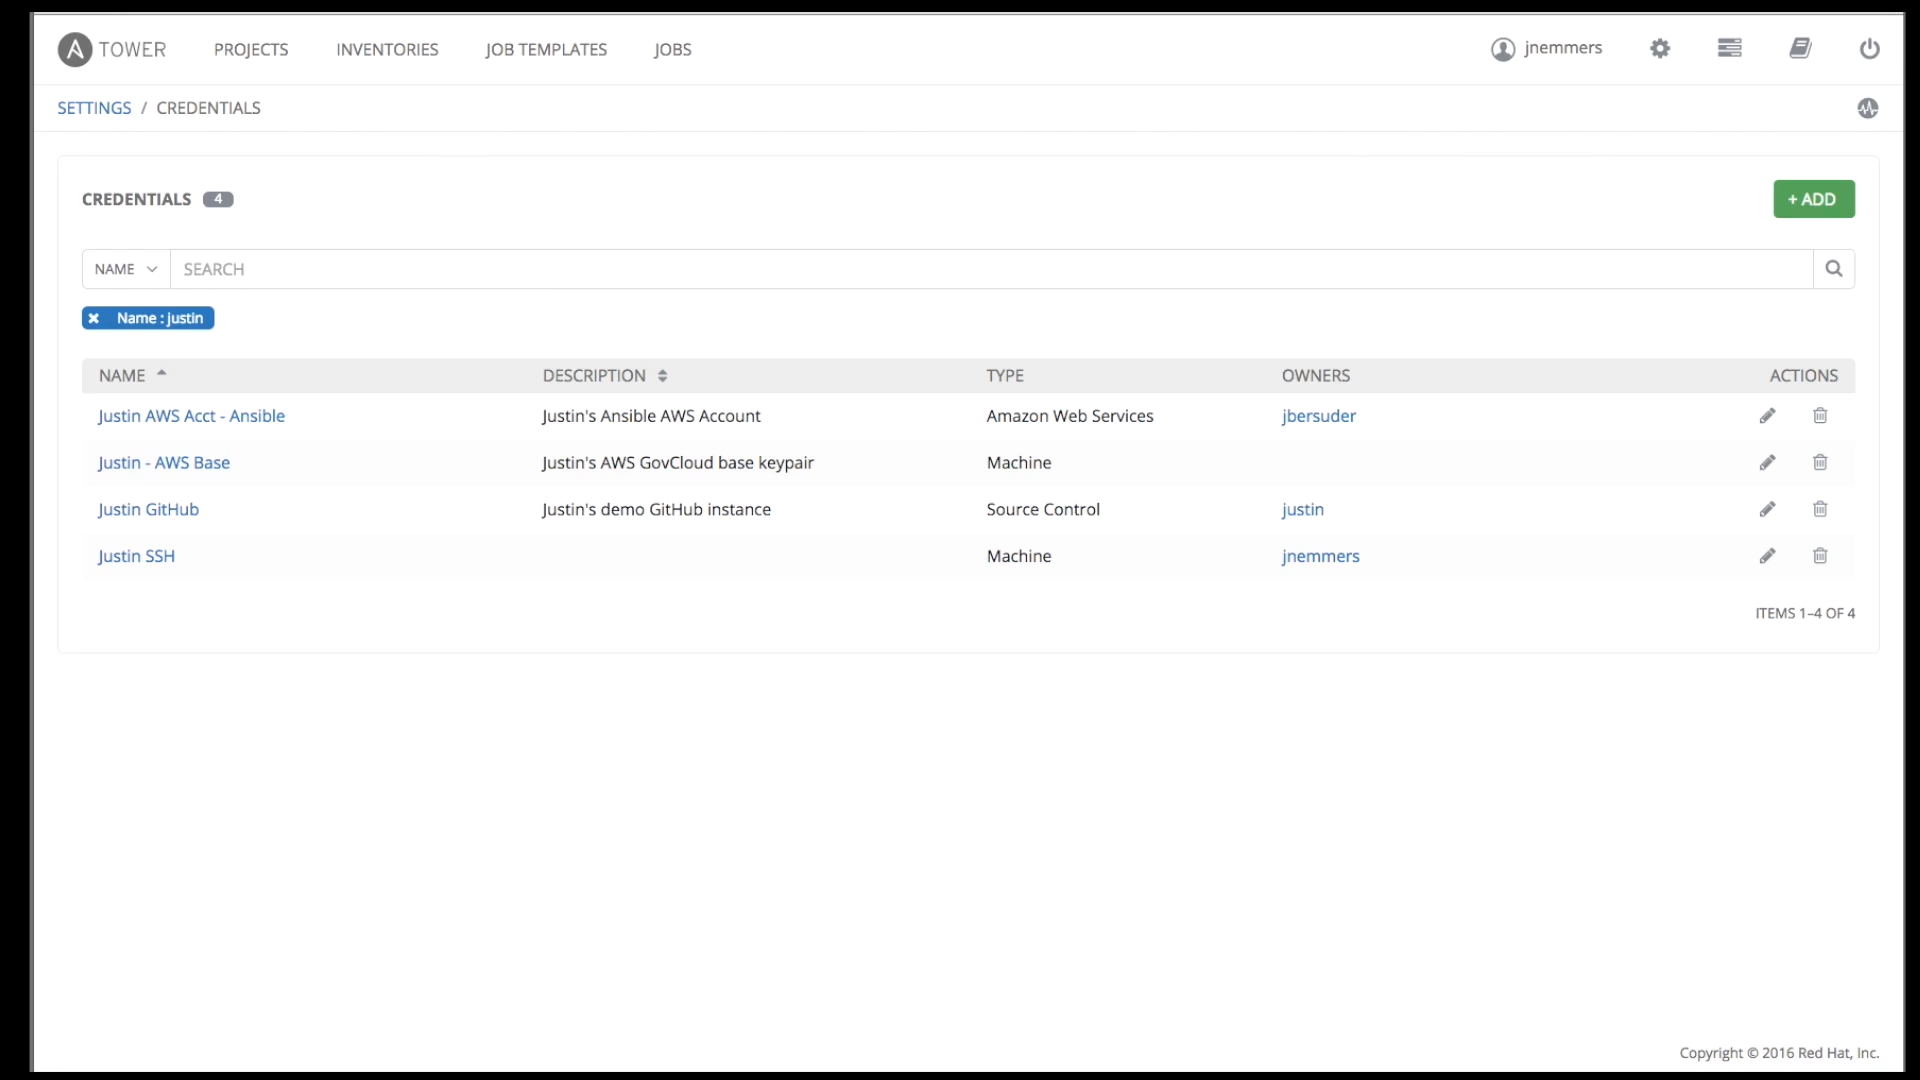 TOWER PROJECTS INVENTORIES JOB TEMPLATES JOBS jnemmers
SETTINGS / CREDENTIALS
CREDENTIALS 4 + ADD
NAME SEARCH
Name : justin
NAME DESCRIPTION TYPE OWNERS ACTIONS
Justin AWS Acct - Ansible Justin's Ansible AWS Account Amazon Web Services jbersuder
Justin - AWS Base Justin's AWS GovCloud base keypair Machine
Justin GitHub Justin's demo GitHub instance Source Control justin
Justin SSH Machine jnemmers
ITEMS 1–4 OF 4
Copyright © 2016 Red Hat, Inc.